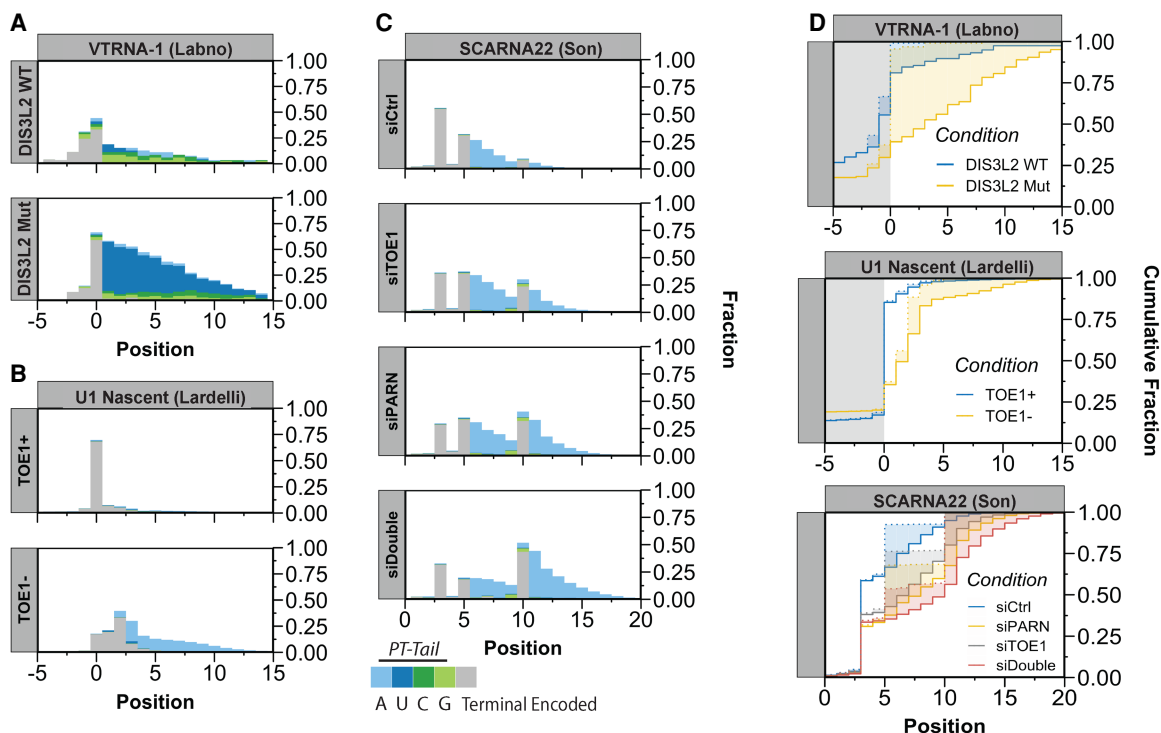 A
VTRNA-1 (Labno)
DIS3L2 WT
1.00
0.75
0.50
0.25
0.00
DIS3L2 Mut
1.00
0.75
0.50
0.25
0.00
-5 0 5 10 15
Position
B
U1 Nascent (Lardelli)
TOE1+
1.00
0.75
0.50
0.25
0.00
TOE1-
1.00
0.75
0.50
0.25
0.00
-5 0 5 10 15
Position
C
SCARNA22 (Son)
siCtrl
1.00
0.75
0.50
0.25
0.00
siTOE1
1.00
0.75
0.50
0.25
0.00
siPARN
1.00
0.75
0.50
0.25
0.00
siDouble
1.00
0.75
0.50
0.25
0.00
0 5 10 15 20
Position
Fraction
PT-Tail
A U C G Terminal Encoded
D
VTRNA-1 (Labno)
1.00
0.75
0.50
0.25
0.00
Condition
DIS3L2 WT
DIS3L2 Mut
-5 0 5 10 15
U1 Nascent (Lardelli)
1.00
0.75
0.50
0.25
0.00
Condition
TOE1+
TOE1-
-5 0 5 10 15
SCARNA22 (Son)
1.00
0.75
0.50
0.25
0.00
Condition
siCtrl
siPARN
siTOE1
siDouble
0 5 10 15 20
Position
Cumulative Fraction